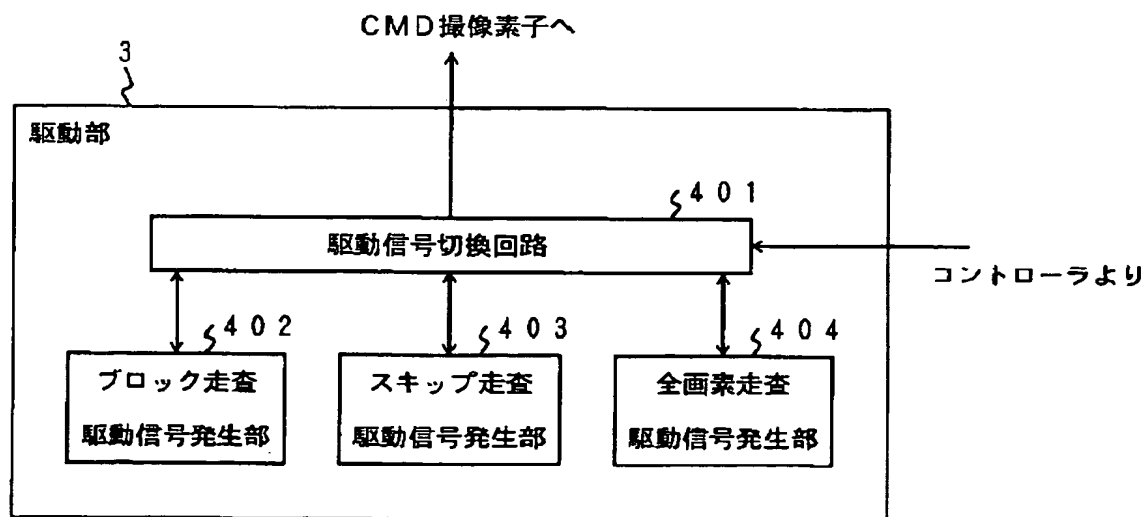 CMD撮像素子へ
3
駆動部
401
駆動信号切換回路
コントローラより
402
403
404
ブロック走査
駆動信号発生部
スキップ走査
駆動信号発生部
全画素走査
駆動信号発生部